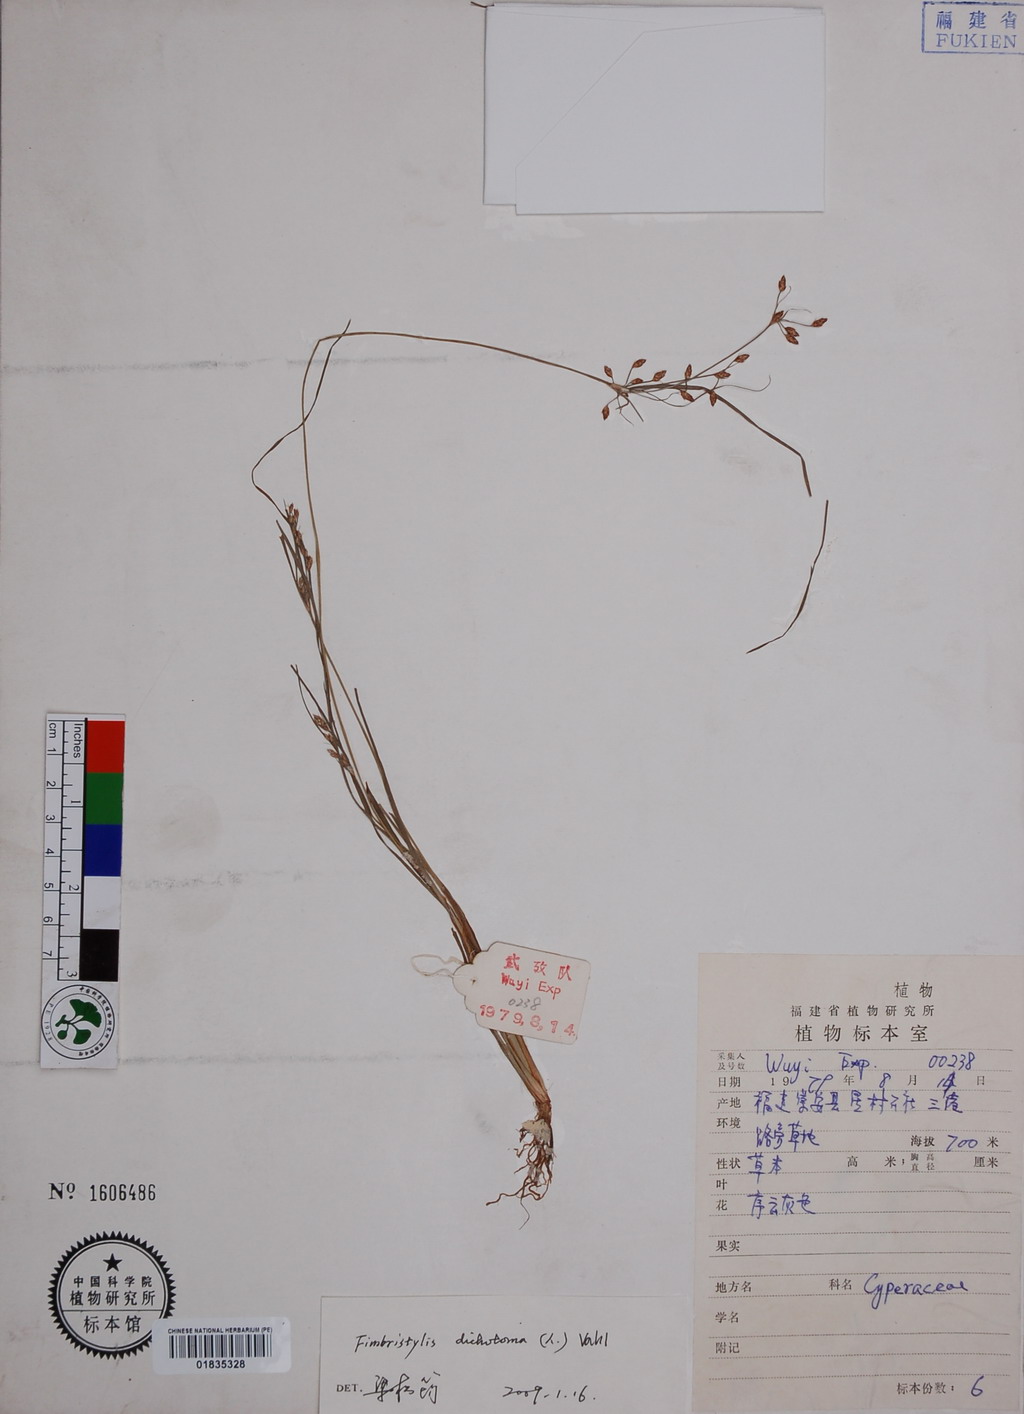 福建省
FUKIEN
武考队
Wuyi Exp
0238
1979,8,14.
植物
福建省植物研究所
植物标本室
采集人
及号数 Wuyi Exp. 00238
日期 1979年8月14日
产地 福建崇安县星村公社三港
环境
路旁草地 海拔 700 米
性状 草本 高 米; 胸高直径 厘米
叶
花
果实
地方名 科名 Cyperaceae
学名
附记
标本份数: 6
Inches
cm 1 2 3 4 5 6 7
1 2 3
Nº 1606486
中国科学院
植物研究所
标本馆
CHINESE NATIONAL HERBARIUM (PE)
01835328
Fimbristylis dichotoma (L.) Vahl
DET. 2009.1.16.